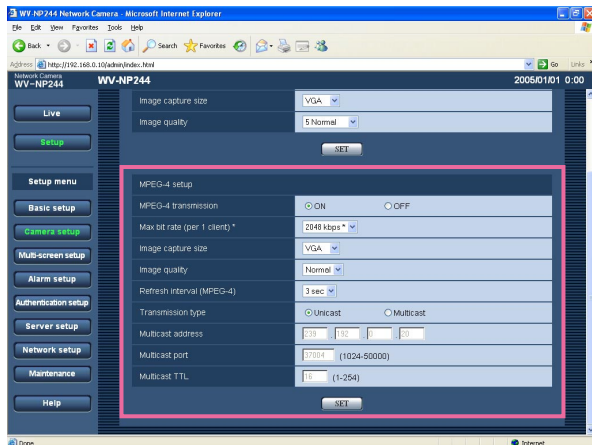 WV-NP244 Network Camera - Microsoft Internet Explorer
File Edit View Favorites Tools Help
Back Search Favorites
Address http://192.168.0.10/admin/index.html Go Links
Network Camera
WV-NP244
WV-NP244
2005/01/01 0:00
Live
Setup
Setup menu
Basic setup
Camera setup
Multi-screen setup
Alarm setup
Authentication setup
Server setup
Network setup
Maintenance
Help
Image capture size VGA
Image quality 5 Normal
SET
MPEG-4 setup
MPEG-4 transmission ON OFF
Max bit rate (per 1 client) * 2048 kbps *
Image capture size VGA
Image quality Normal
Refresh interval (MPEG-4) 3 sec
Transmission type Unicast Multicast
Multicast address 239 . 192 . 0 . 20
Multicast port 37004 (1024-50000)
Multicast TTL 16 (1-254)
SET
Done Internet